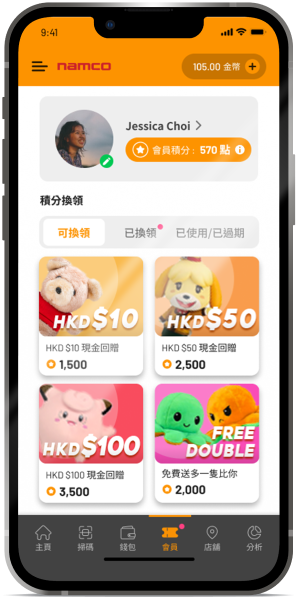 9:41
namco
105.00 金幣
Jessica Choi
會員積分 : 570 點
積分換領
可換領
已換領
已使用/已過期
HKD$10
HKD$50
HKD $10 現金回贈
HKD $50 現金回贈
1,500
2,500
HKD$100
FREE
DOUBLE
HKD $100 現金回贈
免費送多一隻比你
3,500
2,000
主頁
掃碼
錢包
會員
店舖
分析